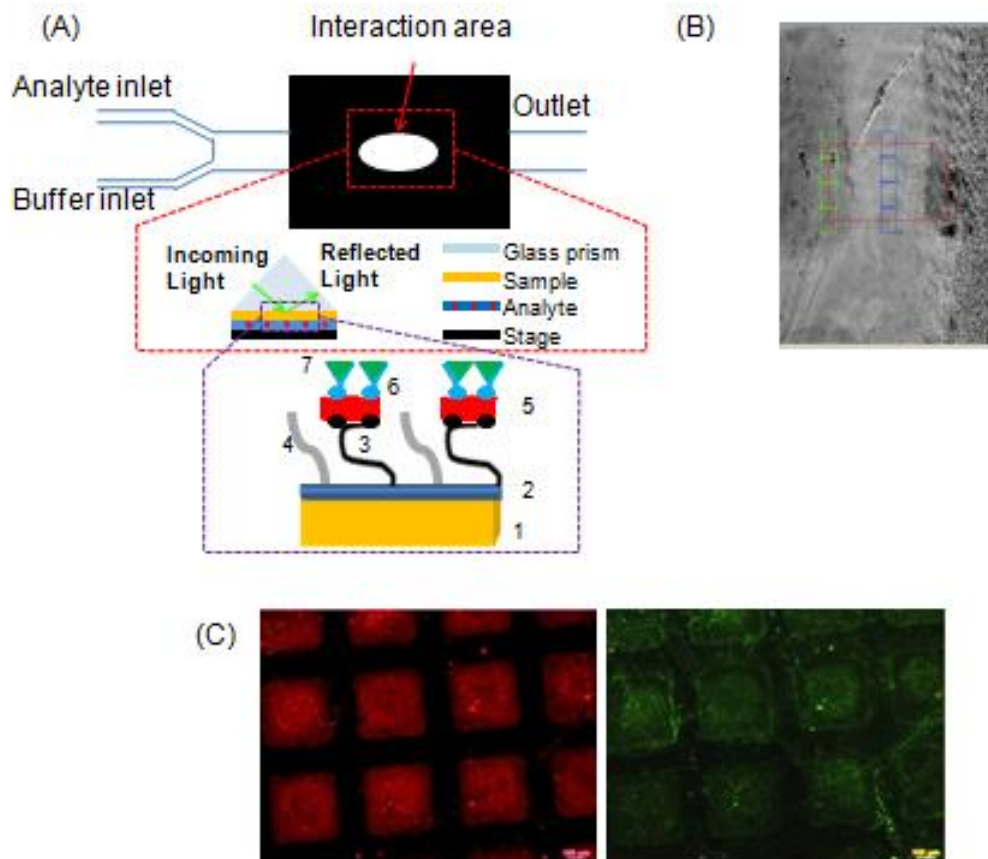 (A)
Interaction area
(B)
Analyte inlet
Outlet
Buffer inlet
Incoming
Light
Reflected
Light
Glass prism
Sample
Analyte
Stage
7
6
5
4
3
2
1
(C)